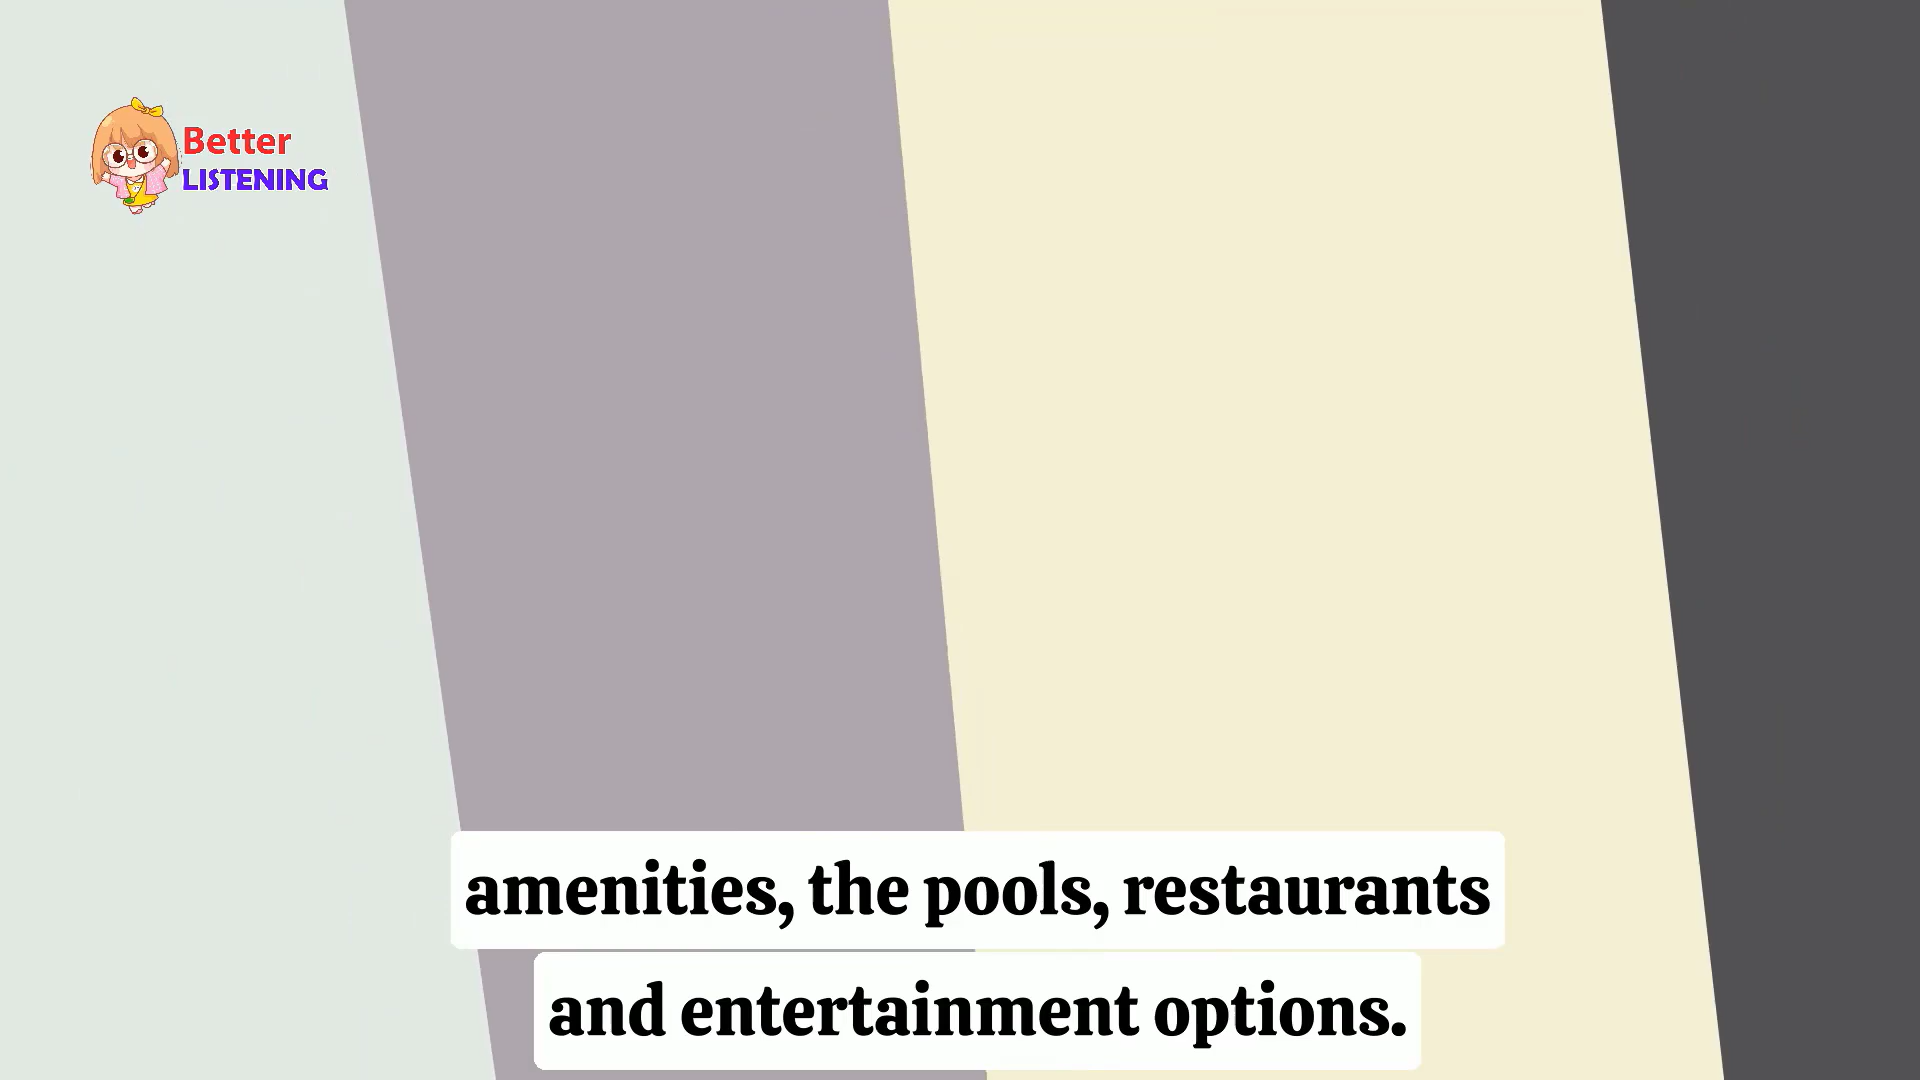 Better
LISTENING
amenities, the pools, restaurants
and entertainment options.